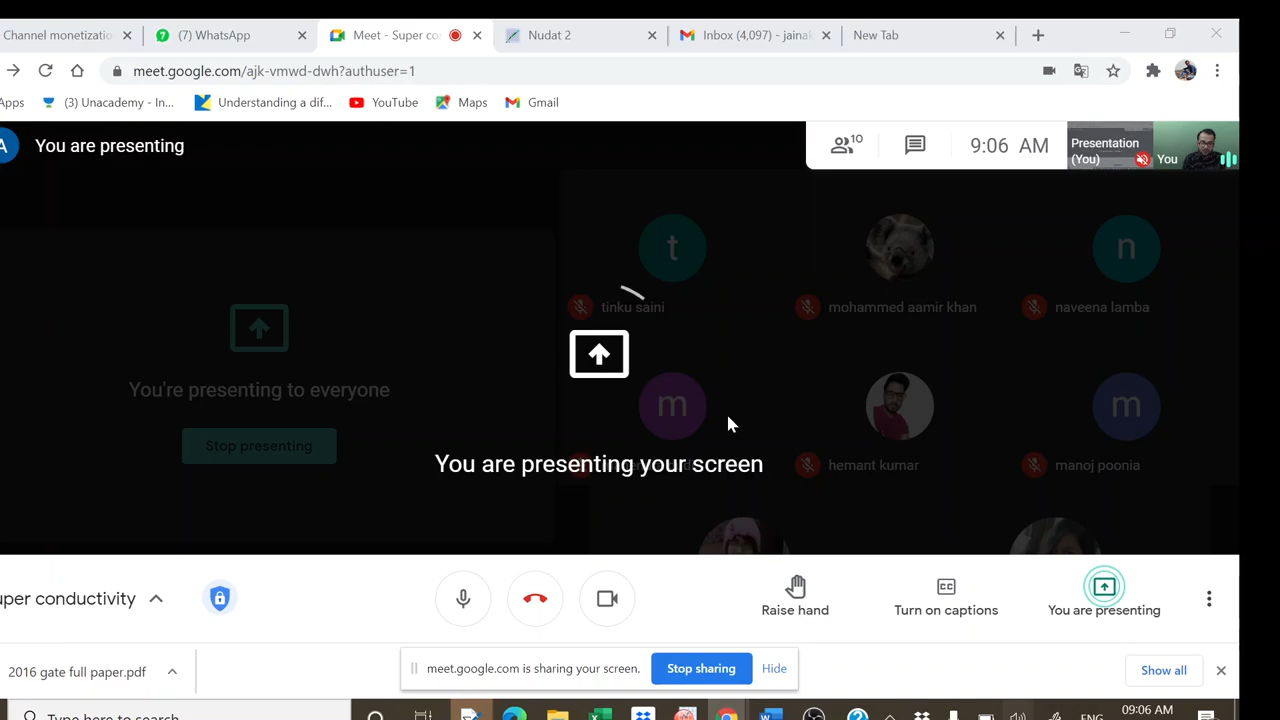 Channel monetizatio
(7) WhatsApp
Meet - Super co
Nudat 2
Inbox (4,097) - jaina
New Tab
meet.google.com/ajk-vmwd-dwh?authuser=1
Apps
(3) Unacademy - In...
Understanding a dif...
YouTube
Maps
Gmail
A
You are presenting
10
9:06 AM
Presentation (You)
You
t
n
tinku saini
mohammed aamir khan
naveena lamba
You're presenting to everyone
Stop presenting
m
m
You are presenting your screen
hemant kumar
manoj poonia
uper conductivity
Raise hand
CC
Turn on captions
You are presenting
2016 gate full paper.pdf
meet.google.com is sharing your screen.
Stop sharing
Hide
Show all
Type here to search
ENG
09:06 AM